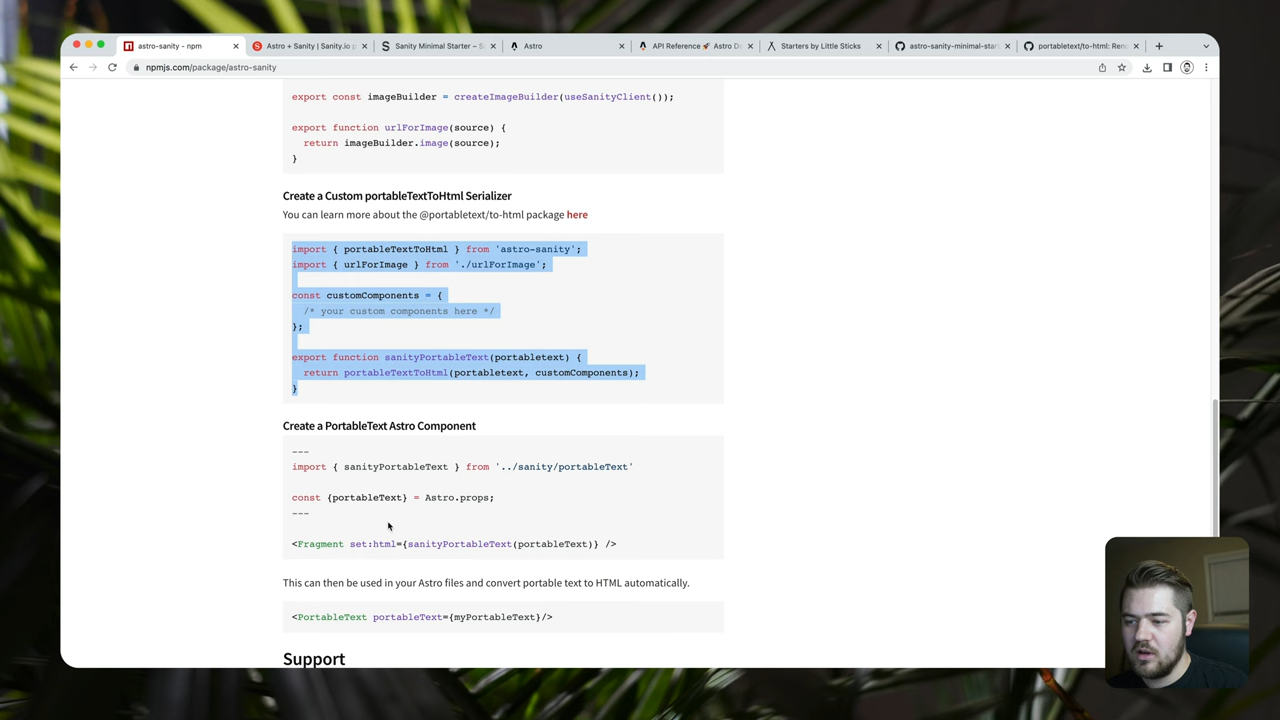 astro-sanity - npm
Astro + Sanity | Sanity.io p
Sanity Minimal Starter – S
Astro
API Reference 🚀 Astro D
Starters by Little Sticks
astro-sanity-minimal-star
portabletext/to-html: Ren
npmjs.com/package/astro-sanity
export const imageBuilder = createImageBuilder(useSanityClient());
export function urlForImage(source) {
return imageBuilder.image(source);
}
Create a Custom portableTextToHtml Serializer
You can learn more about the @portabletext/to-html package here
import { portableTextToHtml } from 'astro-sanity';
import { urlForImage } from './urlForImage';
const customComponents = {
/* your custom components here */
};
export function sanityPortableText(portabletext) {
return portableTextToHtml(portabletext, customComponents);
}
Create a PortableText Astro Component
---
import { sanityPortableText } from '../sanity/portableText'
const {portableText} = Astro.props;
---
<Fragment set:html={sanityPortableText(portableText)} />
This can then be used in your Astro files and convert portable text to HTML automatically.
<PortableText portableText={myPortableText}/>
Support